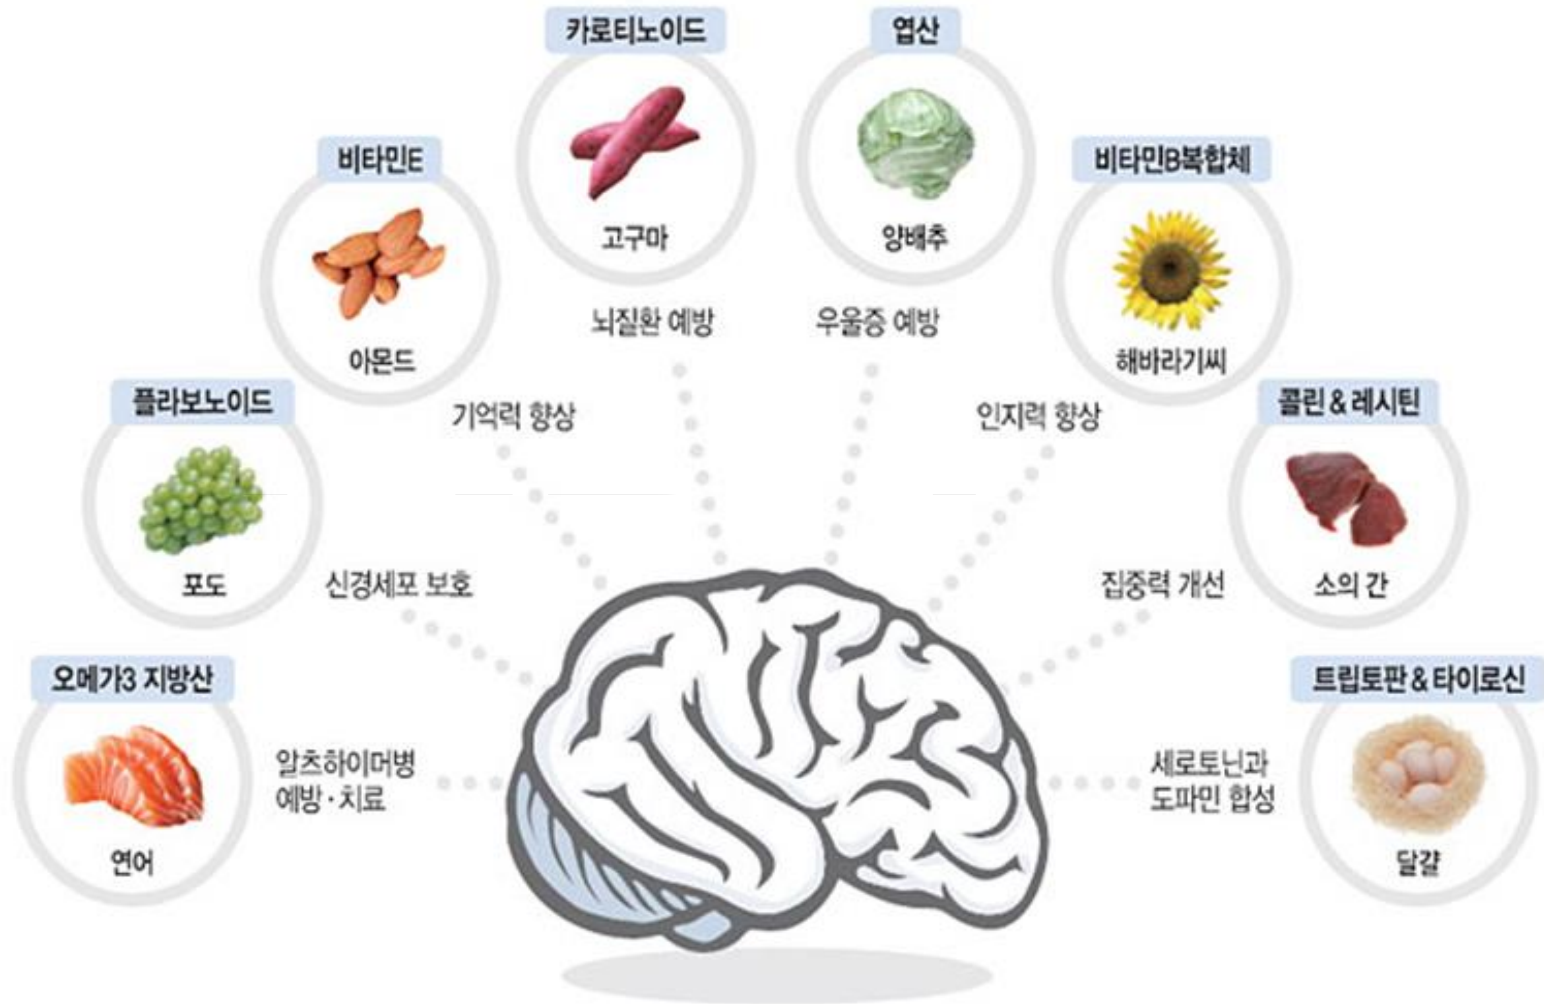 카로티노이드
고구마
뇌질환 예방
엽산
양배추
우울증 예방
비타민E
아몬드
기억력 향상
비타민B복합체
해바라기씨
인지력 향상
플라보노이드
포도
신경세포 보호
콜린 & 레시틴
소의 간
집중력 개선
오메가3 지방산
연어
알츠하이머병
예방·치료
트립토판 & 타이로신
달걀
세로토닌과
도파민 합성